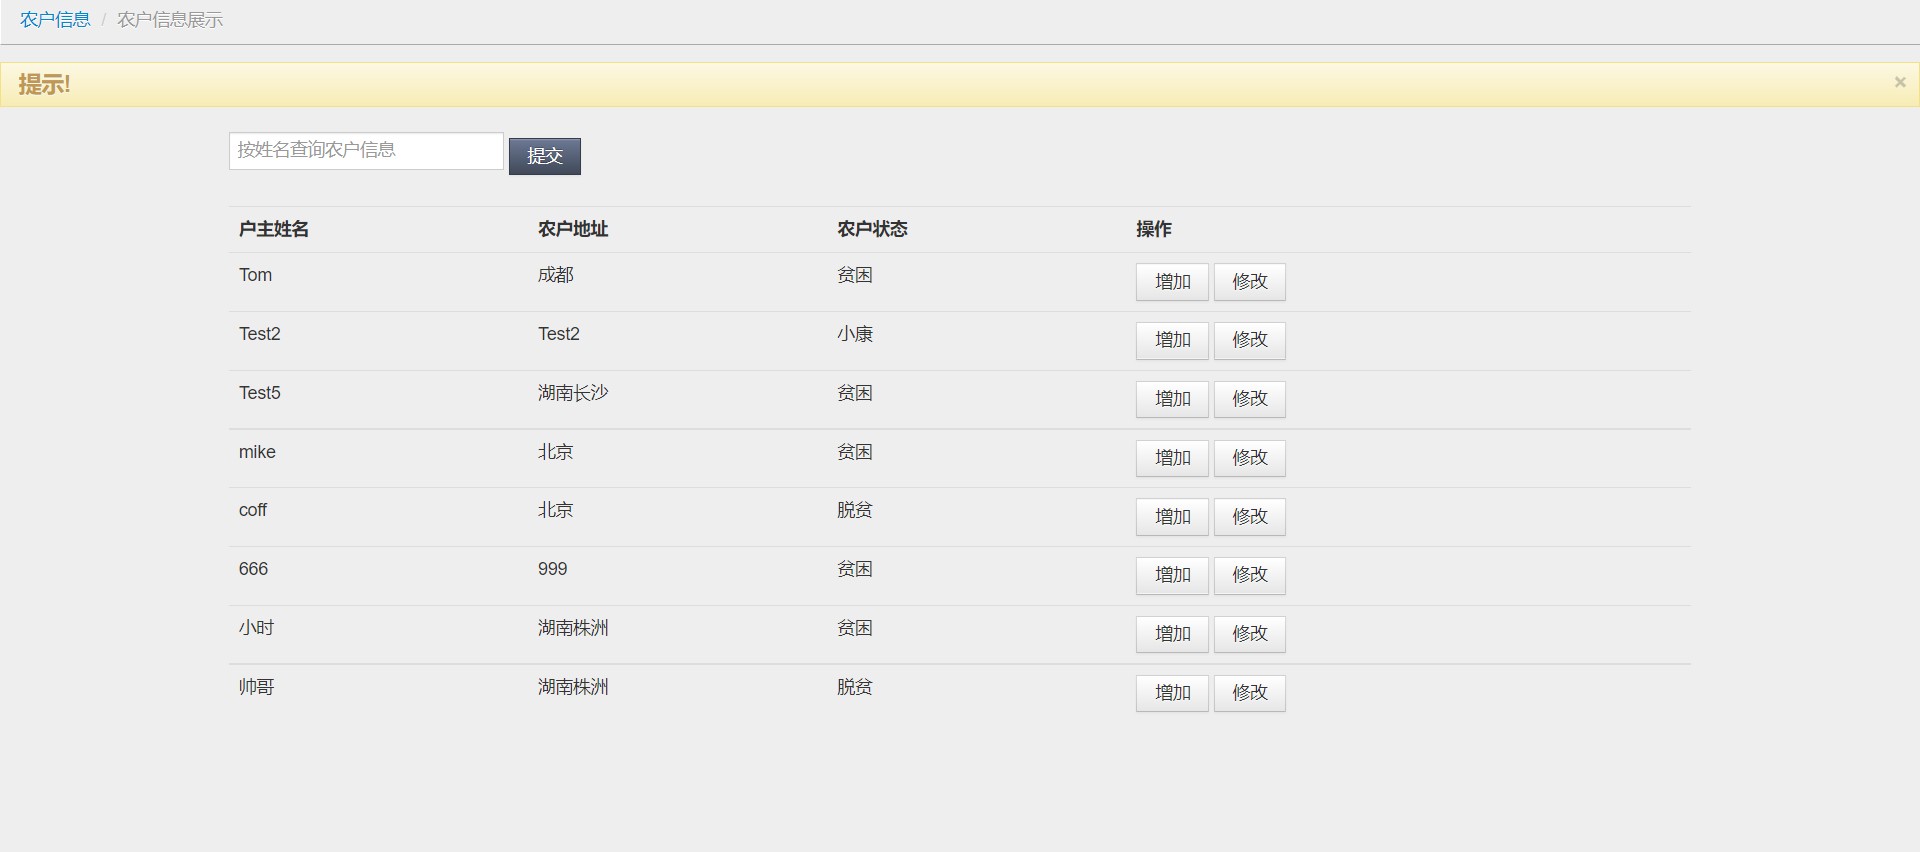 农户信息 / 农户信息展示
提示! ×
按姓名查询农户信息 提交
户主姓名 农户地址 农户状态 操作
Tom 成都 贫困 增加 修改
Test2 Test2 小康 增加 修改
Test5 湖南长沙 贫困 增加 修改
mike 北京 贫困 增加 修改
coff 北京 脱贫 增加 修改
666 999 贫困 增加 修改
小时 湖南株洲 贫困 增加 修改
帅哥 湖南株洲 脱贫 增加 修改